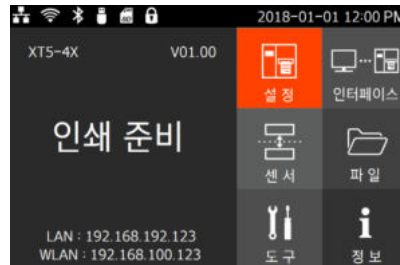 2018-01-01 12:00 PM
XT5-4X V01.00
인쇄 준비
LAN : 192.168.192.123
WLAN : 192.168.100.123
설 정
인터페이스
센 서
파 일
도 구
정 보